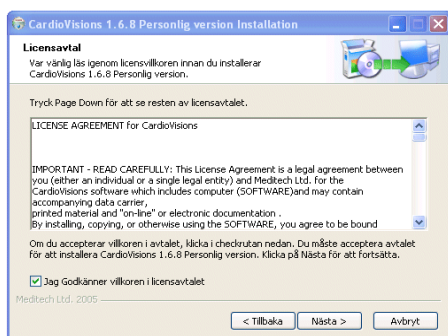 CardioVisions 1.6.8 Personlig version Installation
Licensavtal
Var vänlig läs igenom licensvillkoren innan du installerar
CardioVisions 1.6.8 Personlig version.
Tryck Page Down för att se resten av licensavtalet.
LICENSE AGREEMENT for CardioVisions
IMPORTANT - READ CAREFULLY: This License Agreement is a legal agreement between
you (either an individual or a single legal entity) and Meditech Ltd. for the
CardioVisions software which includes computer (SOFTWARE)and may contain
accompanying data carrier,
printed material and "on-line" or electronic documentation .
By installing, copying, or otherwise using the SOFTWARE, you agree to be bound
Om du accepterar villkoren i avtalet, klicka i checkrutan nedan. Du måste acceptera avtalet
för att installera CardioVisions 1.6.8 Personlig version. Klicka på Nästa för att fortsätta.
Jag Godkänner villkoren i licensavtalet
Meditech Ltd. 2005
< Tillbaka Nästa > Avbryt